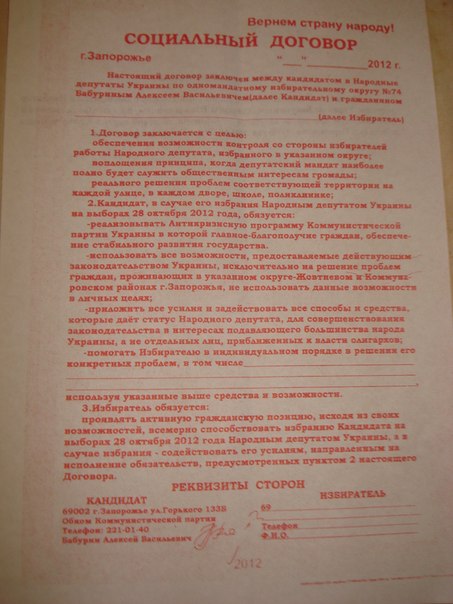 Вернем страну народу!
СОЦИАЛЬНЫЙ ДОГОВОР
г.Запорожье "__"__________2012 г.
Настоящий договор заключен между кандидатом в Народные
депутаты Украины по одномандатному избирательному округу №74
Бабуриным Алексеем Васильевичем(далее Кандидат) и гражданином
(далее Избиратель)
1.Договор заключается с целью:
обеспечения возможности контроля со стороны избирателей
работы Народного депутата, избранного в указанном округе;
воплощения принципа, когда депутатский мандат наиболее
полно будет служить общественным интересам громады;
реального решения проблем соответствующей территории на
каждой улице, в каждом дворе, школе, поликлинике;
2.Кандидат, в случае его избрания Народным депутатом Украины
на выборах 28 октября 2012 года, обязуется:
-реализовывать Антикризисную программу Коммунистической
партии Украины в которой главное-благополучие граждан, обеспече-
ние стабильного развития государства.
-использовать все возможности, предоставляемые действующим
законодательством Украины, исключительно на решение проблем
граждан, проживающих в указанном округе-Жовтневом и Коммуна-
ровском районах г.Запорожья, не использовать данные возможности
в личных целях;
-приложить все усилия и задействовать все способы и средства,
которые даёт статус Народного депутата, для совершенствования
законодательства в интересах подавляющего большинства народа
Украины, а не отдельных лиц, приближенных к власти олигархов;
-помогать Избирателю в индивидуальном порядке в решении его
конкретных проблем, в том числе
используя указанные выше средства и возможности.
3.Избиратель обязуется:
проявлять активную гражданскую позицию, исходя из своих
возможностей, всемерно способствовать избранию Кандидата на
выборах 28 октября 2012 года Народным депутатом Украины, а в
случае избрания - содействовать его усилиям, направленным на
исполнение обязательств, предусмотренных пунктом 2 настоящего
Договора.
РЕКВИЗИТЫ СТОРОН
КАНДИДАТ ИЗБИРАТЕЛЬ
69002 г.Запорожье ул.Горького 133Б 69
Обком Коммунистической партии
Телефон: 221-01-40 Телефон
Бабурин Алексей Васильевич Ф.И.О.
2012